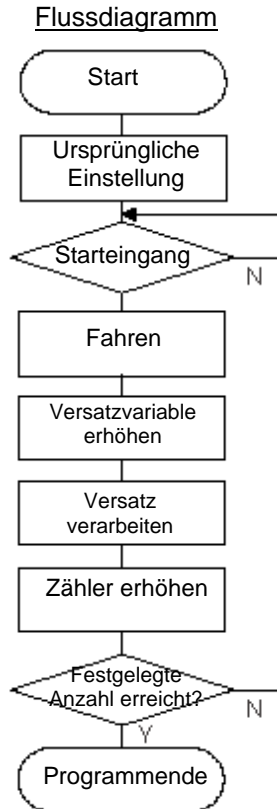 Flussdiagramm
Start
Ursprüngliche
Einstellung
Starteingang
N
Fahren
Versatzvariable
erhöhen
Versatz
verarbeiten
Zähler erhöhen
Festgelegte
Anzahl erreicht?
N
Y
Programmende